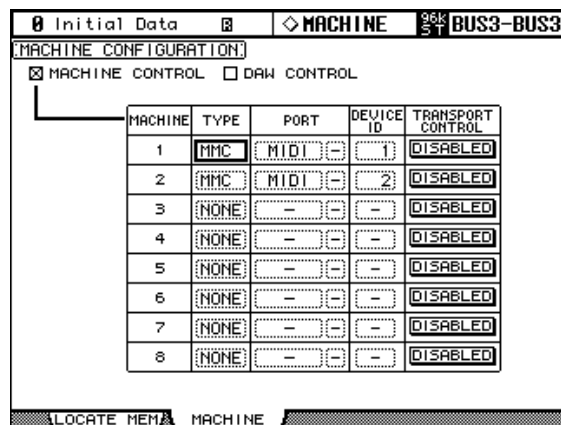 0 Initial Data ◇MACHINE 96k ST BUS3-BUS3
MACHINE CONFIGURATION
☒ MACHINE CONTROL ☐ DAW CONTROL
MACHINE TYPE PORT DEVICE ID TRANSPORT CONTROL
1 MMC MIDI - 1 DISABLED
2 MMC MIDI - 2 DISABLED
3 NONE - - - DISABLED
4 NONE - - - DISABLED
5 NONE - - - DISABLED
6 NONE - - - DISABLED
7 NONE - - - DISABLED
8 NONE - - - DISABLED
LOCATE MEM MACHINE